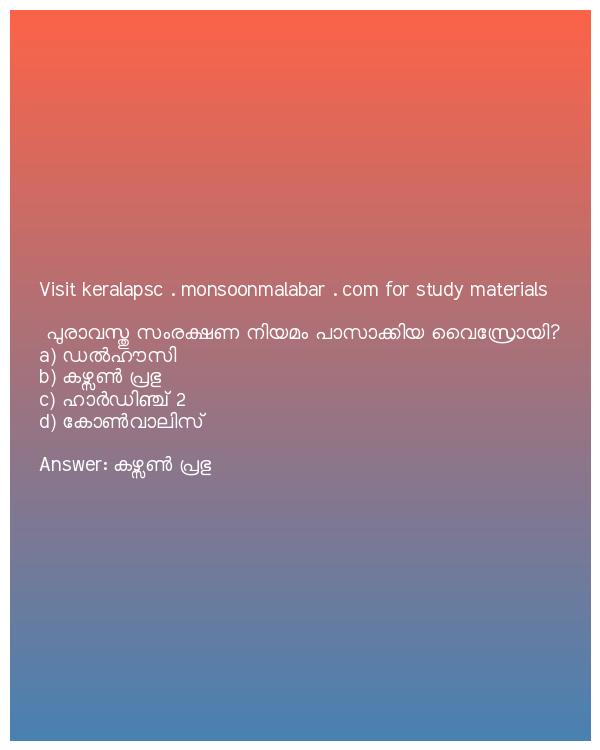 Visit keralapsc . monsoonmalabar . com for study materials
പുരാവസ്തു സംരക്ഷണ നിയമം പാസാക്കിയ വൈസ്രോയി?
a) ഡൽഹൗസി
b) കഴ്സൺ പ്രഭു
c) ഹാർഡിഞ്ച് 2
d) കോൺവാലിസ്
Answer: കഴ്സൺ പ്രഭു